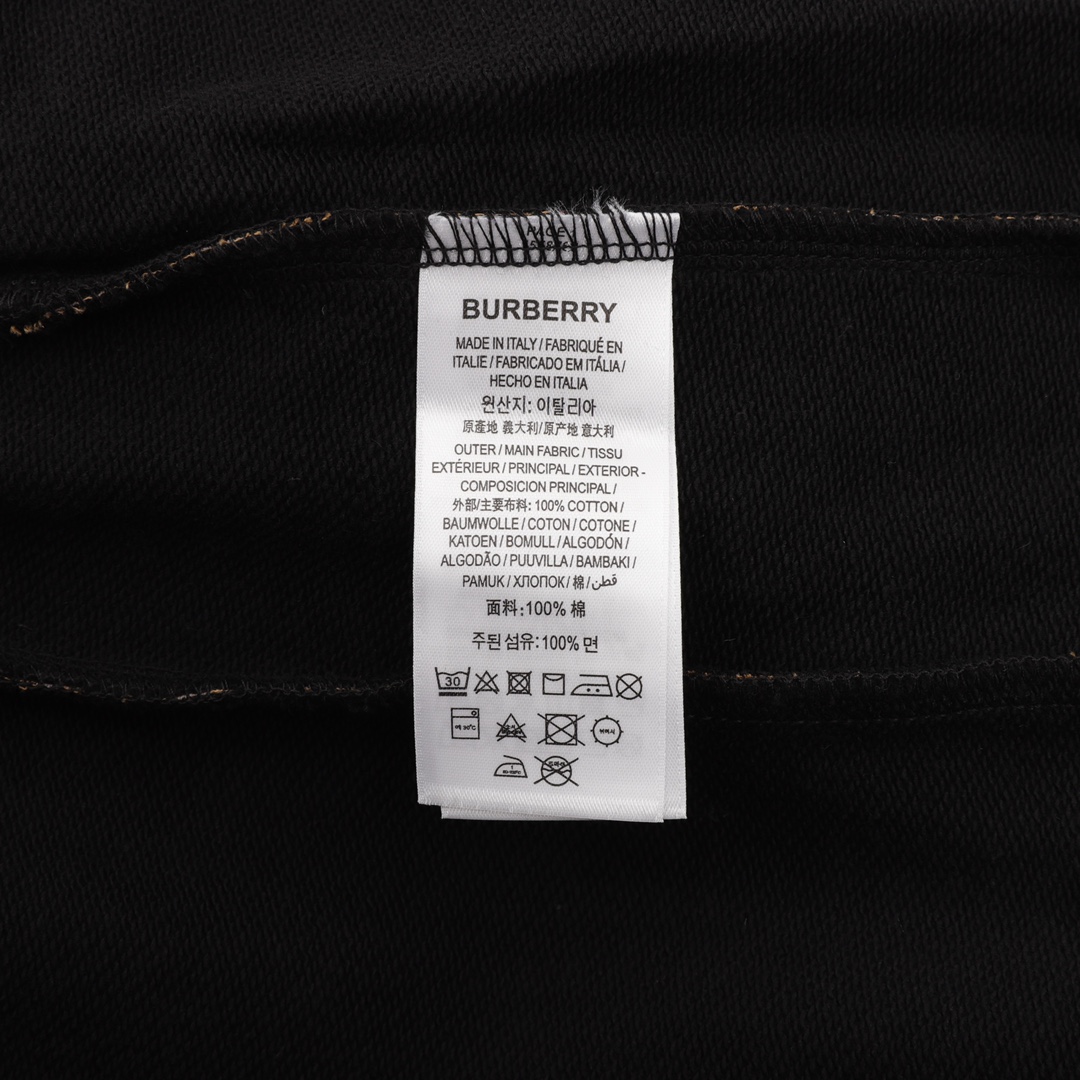 BURBERRY
MADE IN ITALY / FABRIQUÉ EN
ITALIE / FABRICADO EM ITÁLIA /
HECHO EN ITALIA
원산지: 이탈리아
原產地 義大利/原产地 意大利
OUTER / MAIN FABRIC / TISSU
EXTÉRIEUR / PRINCIPAL / EXTERIOR -
COMPOSICION PRINCIPAL /
外部/主要布料: 100% COTTON /
BAUMWOLLE / COTON / COTONE /
KATOEN / BOMULL / ALGODÓN /
ALGODÃO / PUUVILLA / BAMBAKI /
PAMUK / ХЛОПОК / 棉 / قطن
面料:100% 棉
주된 섬유:100% 면
30